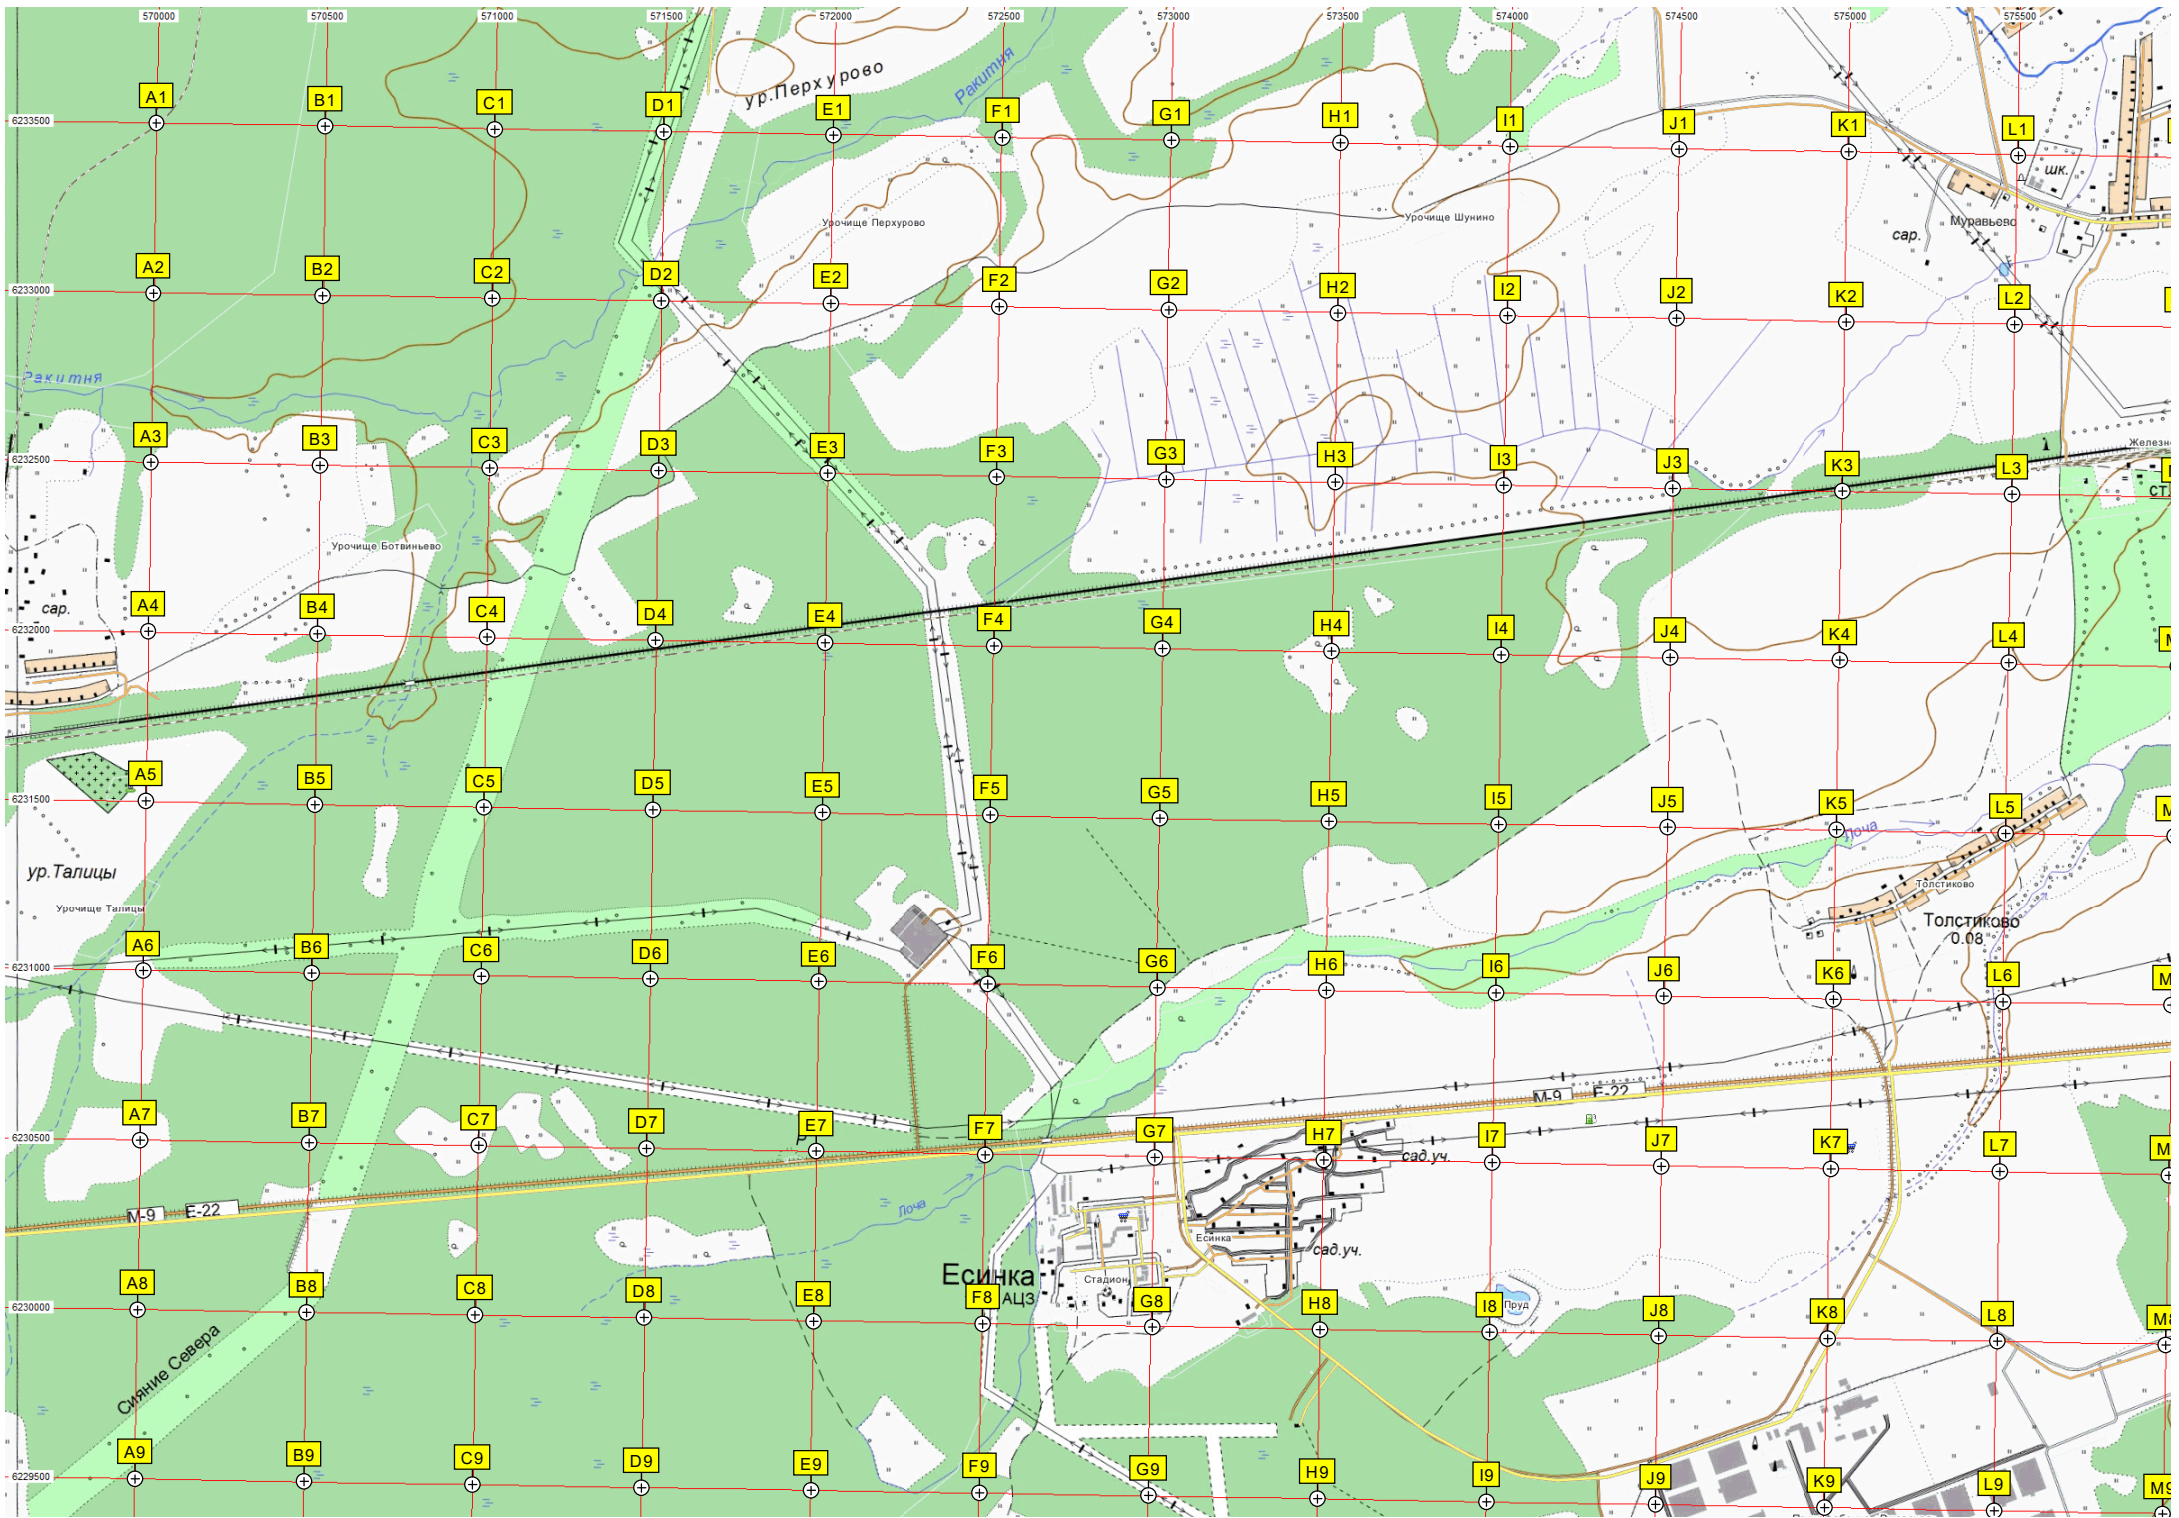 570000 570500 571000 571500 572000 572500 573000 573500 574000 574500 575000 575500
ур.Перхурово
Ракитня
A1 B1 C1 D1 E1 F1 G1 H1 I1 J1 K1 L1
6233500
шк.
Урочище Перхурово
Урочище Шунино
Муравьево
сар.
A2 B2 C2 D2 E2 F2 G2 H2 I2 J2 K2 L2
6233000
Ракитня
A3 B3 C3 D3 E3 F3 G3 H3 I3 J3 K3 L3
Железн
6232500
ст.
Урочище Ботвиньево
сар.
A4 B4 C4 D4 E4 F4 G4 H4 I4 J4 K4 L4 M
6232000
A5 B5 C5 D5 E5 F5 G5 H5 I5 J5 K5 L5 M
6231500
Лоча
ур.Талицы
Урочище Талицы
Толстиково
Толстиково
0.08
A6 B6 C6 D6 E6 F6 G6 H6 I6 J6 K6 L6 M
6231000
М-9 Е-22
A7 B7 C7 D7 E7 F7 G7 H7 I7 J7 K7 L7 M
6230500
сад.уч.
М-9 Е-22
Лоча
Есинка
сад.уч.
Есинка
Стадион
АЦЗ
A8 B8 C8 D8 E8 F8 G8 H8 I8 J8 K8 L8 M8
Пруд
6230000
Сияние Севера
A9 B9 C9 D9 E9 F9 G9 H9 I9 J9 K9 L9 M9
6229500